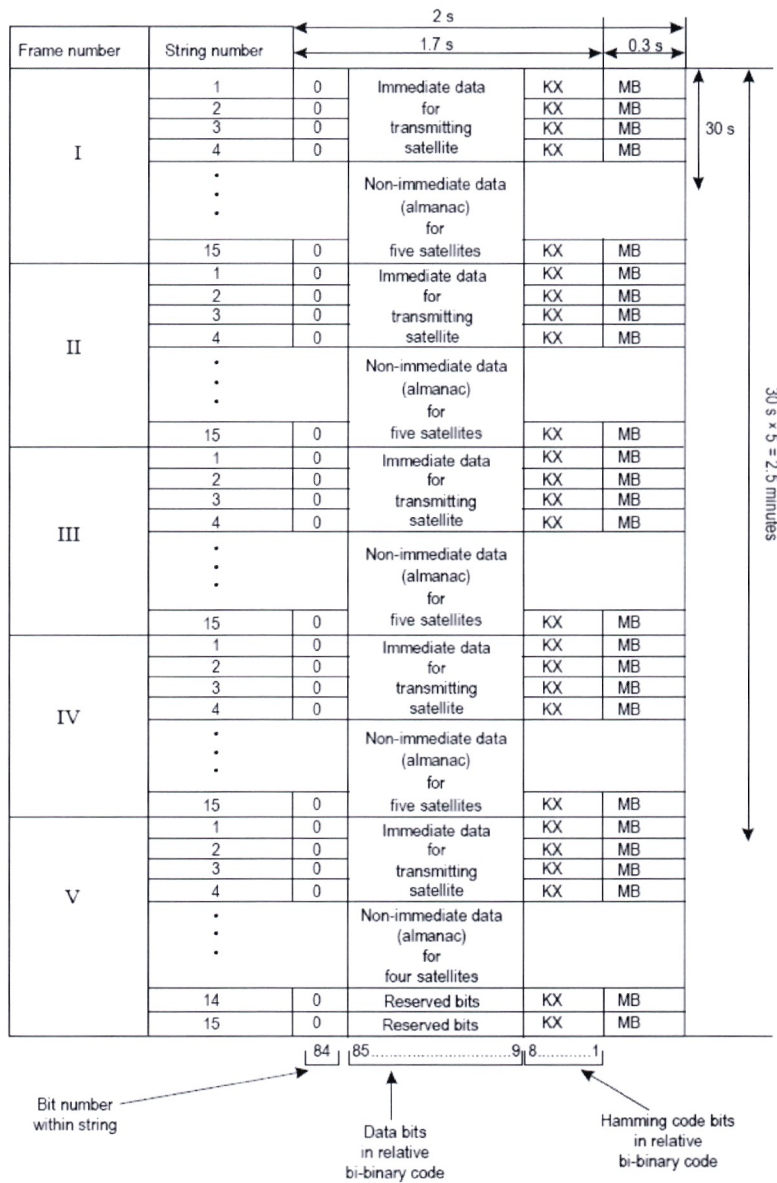 2 s
1.7 s 0.3 s
Frame number String number
1 0 Immediate data KX MB
2 0 for KX MB
3 0 transmitting KX MB
4 0 satellite KX MB
30 s
I
Non-immediate data
(almanac)
for
15 0 five satellites KX MB
1 0 Immediate data KX MB
2 0 for KX MB
3 0 transmitting KX MB
4 0 satellite KX MB
II
Non-immediate data
(almanac)
for
15 0 five satellites KX MB
1 0 Immediate data KX MB
2 0 for KX MB
3 0 transmitting KX MB
4 0 satellite KX MB
III
Non-immediate data
(almanac)
for
15 0 five satellites KX MB
1 0 Immediate data KX MB
2 0 for KX MB
3 0 transmitting KX MB
4 0 satellite KX MB
IV
Non-immediate data
(almanac)
for
15 0 five satellites KX MB
1 0 Immediate data KX MB
2 0 for KX MB
3 0 transmitting KX MB
4 0 satellite KX MB
V
Non-immediate data
(almanac)
for
four satellites
14 0 Reserved bits KX MB
15 0 Reserved bits KX MB
30 s × 5 = 2.5 minutes
84 85..............................9 8............1
Bit number
within string
Data bits
in relative
bi-binary code
Hamming code bits
in relative
bi-binary code